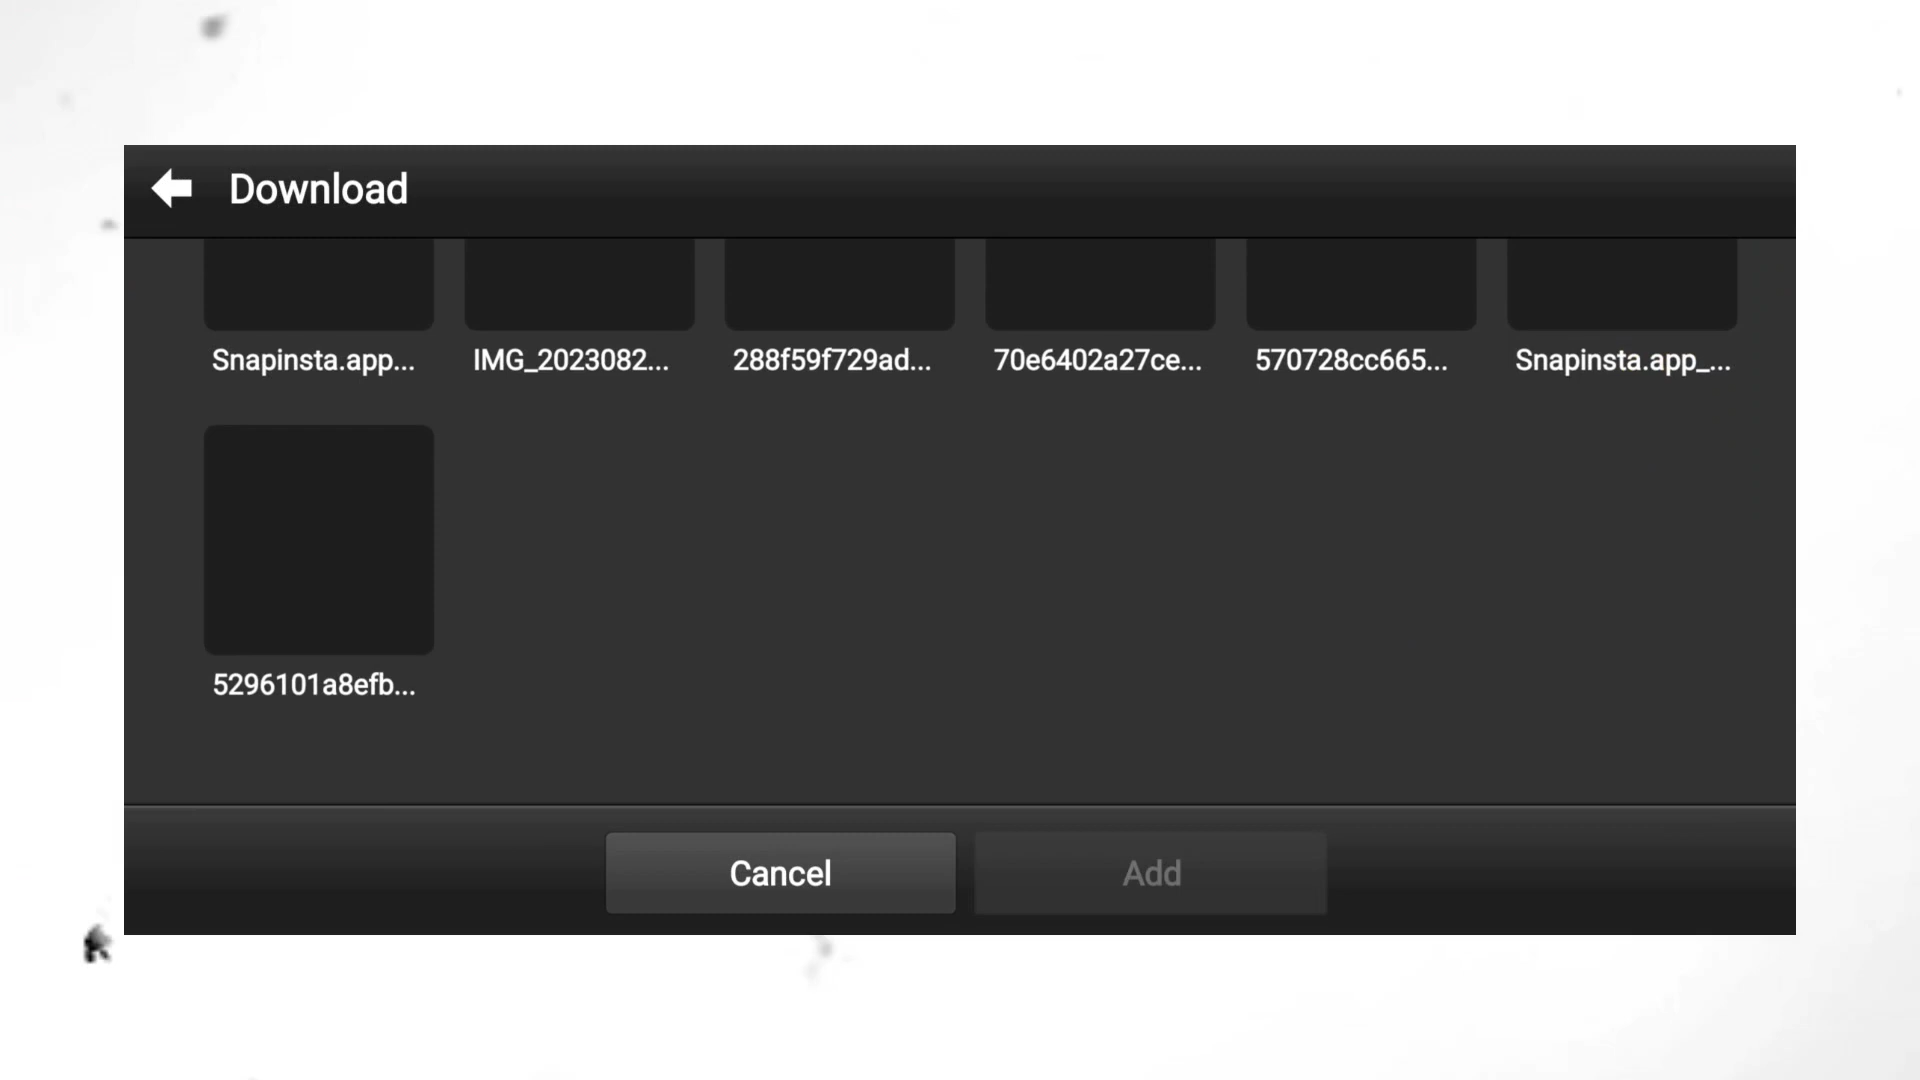 Download
Snapinsta.app... IMG_2023082... 288f59f729ad... 70e6402a27ce... 570728cc665... Snapinsta.app_...
5296101a8efb...
Cancel Add